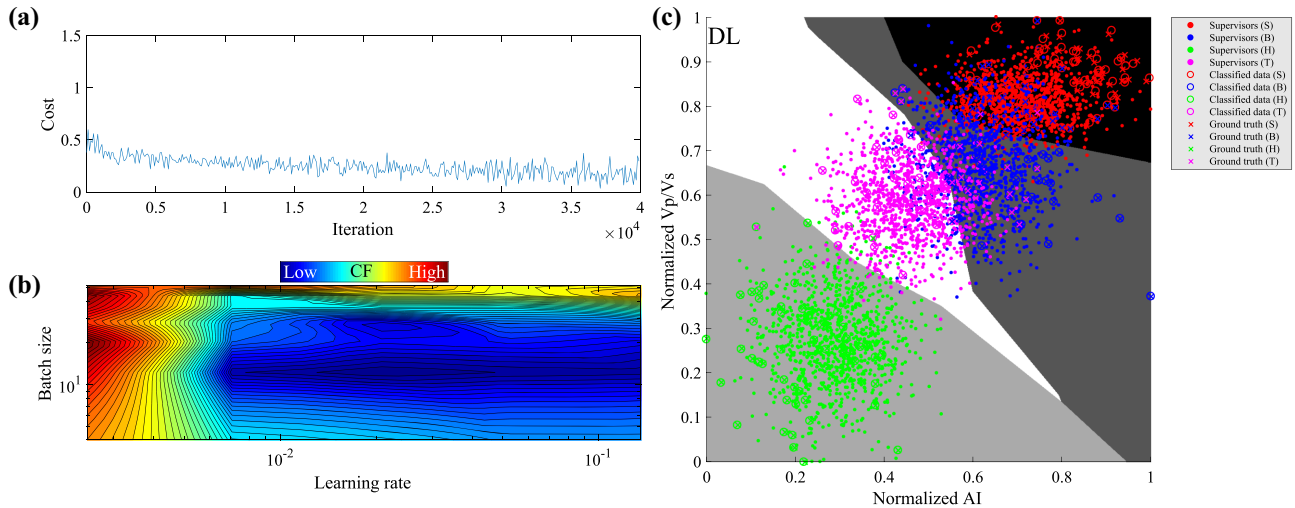 (a)
1.5
1
0.5
0
Cost
0 0.5 1 1.5 2 2.5 3 3.5 4
Iteration
×10⁴
(b)
Low CF High
Batch size
10¹
10⁻² 10⁻¹
Learning rate
(c)
DL
1
0.9
0.8
0.7
0.6
0.5
0.4
0.3
0.2
0.1
0
Normalized Vp/Vs
0 0.2 0.4 0.6 0.8 1
Normalized AI
Supervisors (S)
Supervisors (B)
Supervisors (H)
Supervisors (T)
Classified data (S)
Classified data (B)
Classified data (H)
Classified data (T)
Ground truth (S)
Ground truth (B)
Ground truth (H)
Ground truth (T)